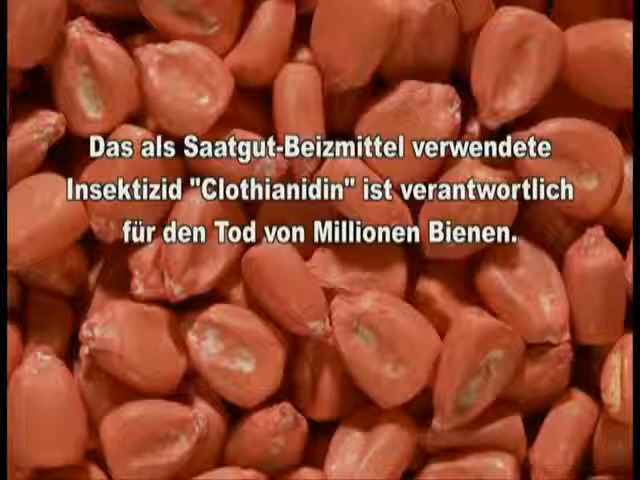 Das als Saatgut-Beizmittel verwendete
Insektizid "Clothianidin" ist verantwortlich
für den Tod von Millionen Bienen.